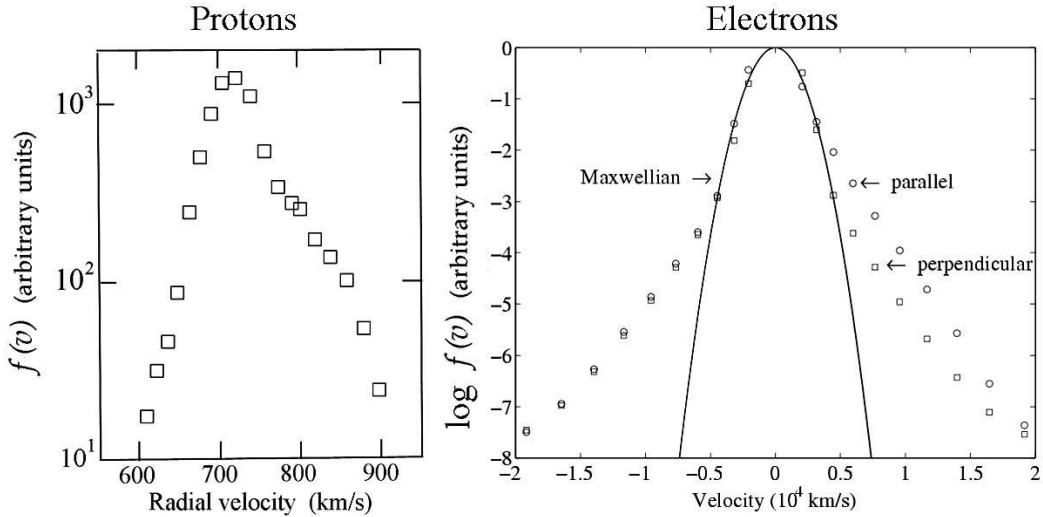 Protons
f (v) (arbitrary units)
10³
10²
10¹
600 700 800 900
Radial velocity (km/s)
Electrons
log f (v) (arbitrary units)
0
−1
−2
−3
−4
−5
−6
−7
−8
Maxwellian →
← parallel
← perpendicular
−2 −1.5 −1 −0.5 0 0.5 1 1.5 2
Velocity (10⁴ km/s)